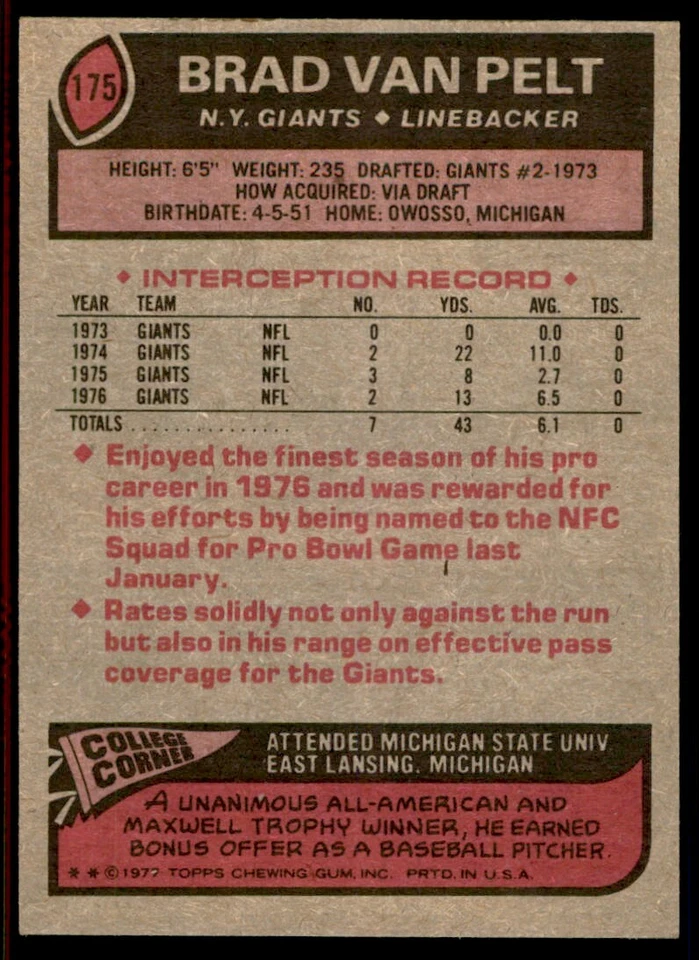 175
BRAD VAN PELT
N.Y. GIANTS ◆ LINEBACKER
HEIGHT: 6'5" WEIGHT: 235 DRAFTED: GIANTS #2-1973
HOW ACQUIRED: VIA DRAFT
BIRTHDATE: 4-5-51 HOME: OWOSSO, MICHIGAN
◆ INTERCEPTION RECORD ◆
YEAR TEAM NO. YDS. AVG. TDS.
1973 GIANTS NFL 0 0 0.0 0
1974 GIANTS NFL 2 22 11.0 0
1975 GIANTS NFL 3 8 2.7 0
1976 GIANTS NFL 2 13 6.5 0
TOTALS . . . . . . . . . . . . . . . 7 43 6.1 0
◆ Enjoyed the finest season of his pro
career in 1976 and was rewarded for
his efforts by being named to the NFC
Squad for Pro Bowl Game last
January.
◆ Rates solidly not only against the run
but also in his range on effective pass
coverage for the Giants.
COLLEGE
CORNER
ATTENDED MICHIGAN STATE UNIV
EAST LANSING, MICHIGAN
A UNANIMOUS ALL-AMERICAN AND
MAXWELL TROPHY WINNER, HE EARNED
BONUS OFFER AS A BASEBALL PITCHER.
* * © 1977 TOPPS CHEWING GUM, INC. PRTD. IN U.S.A.